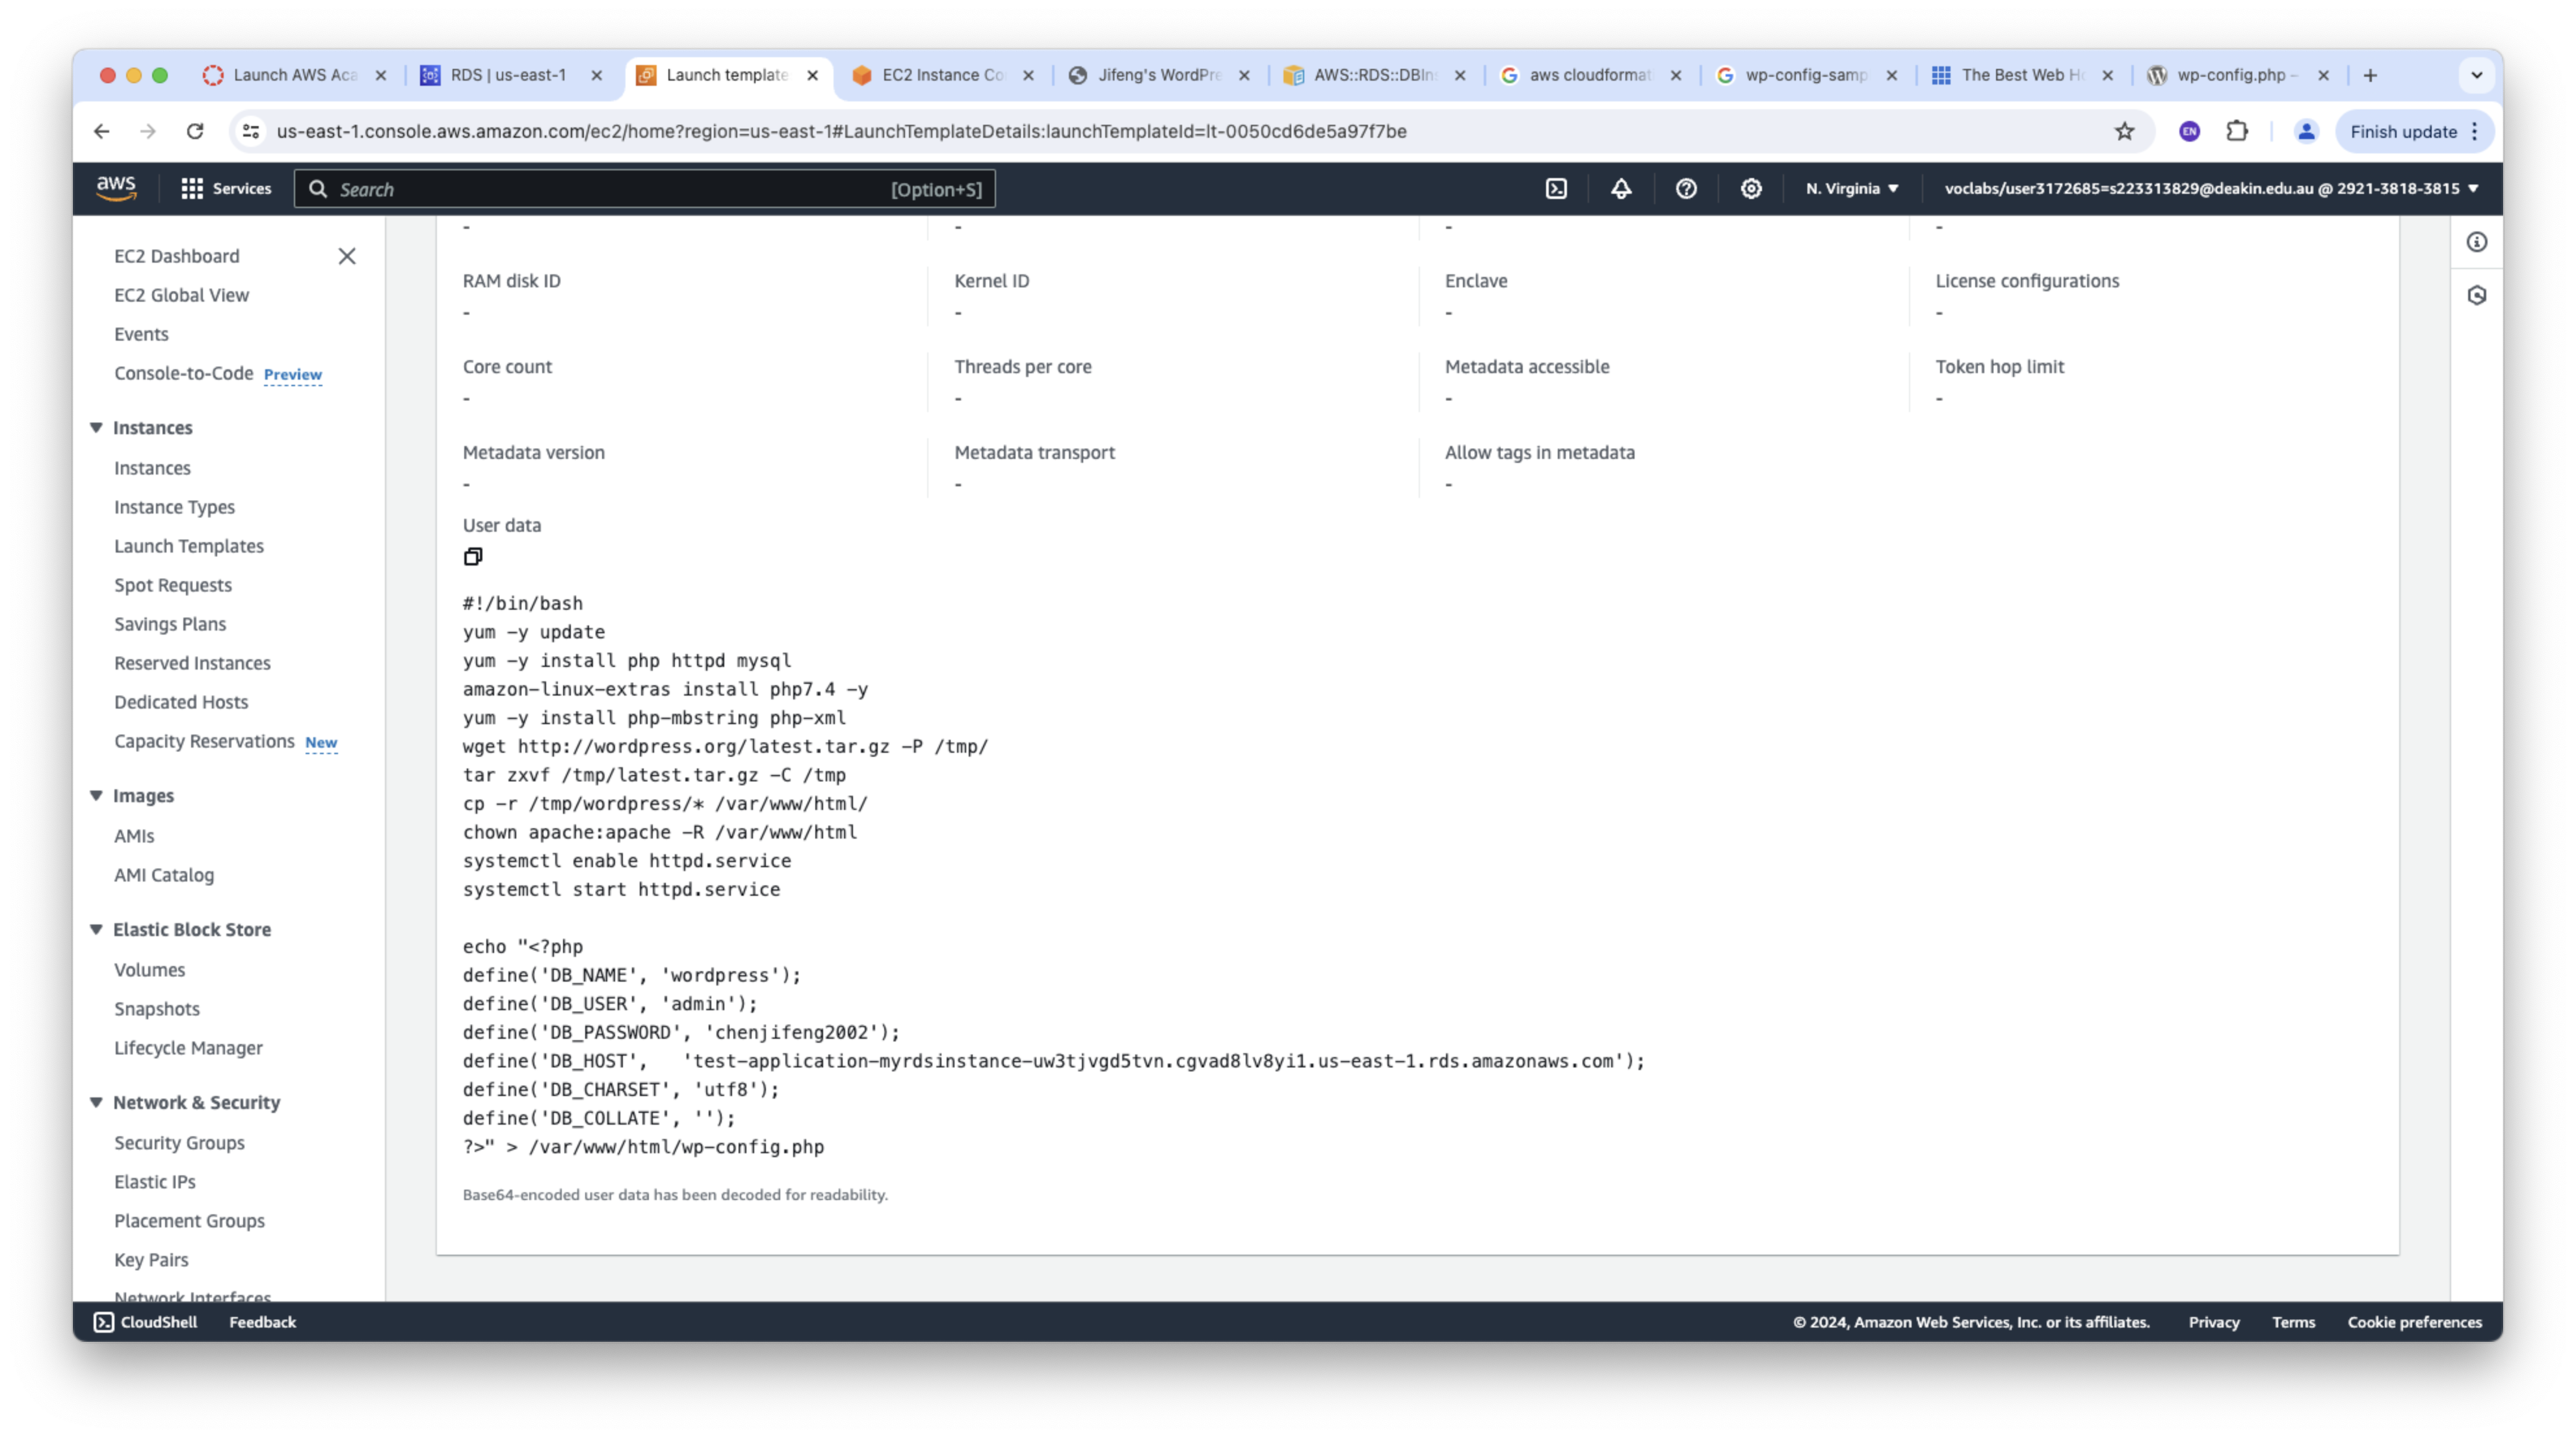 Launch AWS Aca
RDS | us-east-1
Launch template
EC2 Instance Co
Jifeng's WordPre
AWS::RDS::DBIns
aws cloudformat
wp-config-samp
The Best Web H
wp-config.php –
us-east-1.console.aws.amazon.com/ec2/home?region=us-east-1#LaunchTemplateDetails:launchTemplateId=lt-0050cd6de5a97f7be
EN
Finish update
aws
Services
Search
[Option+S]
N. Virginia
voclabs/user3172685=s223313829@deakin.edu.au @ 2921-3818-3815
EC2 Dashboard
EC2 Global View
Events
Console-to-Code Preview
Instances
Instances
Instance Types
Launch Templates
Spot Requests
Savings Plans
Reserved Instances
Dedicated Hosts
Capacity Reservations New
Images
AMIs
AMI Catalog
Elastic Block Store
Volumes
Snapshots
Lifecycle Manager
Network & Security
Security Groups
Elastic IPs
Placement Groups
Key Pairs
Network Interfaces
- - - -
RAM disk ID
-
Kernel ID
-
Enclave
-
License configurations
-
Core count
-
Threads per core
-
Metadata accessible
-
Token hop limit
-
Metadata version
-
Metadata transport
-
Allow tags in metadata
-
User data
#!/bin/bash
yum -y update
yum -y install php httpd mysql
amazon-linux-extras install php7.4 -y
yum -y install php-mbstring php-xml
wget http://wordpress.org/latest.tar.gz -P /tmp/
tar zxvf /tmp/latest.tar.gz -C /tmp
cp -r /tmp/wordpress/* /var/www/html/
chown apache:apache -R /var/www/html
systemctl enable httpd.service
systemctl start httpd.service
echo "<?php
define('DB_NAME', 'wordpress');
define('DB_USER', 'admin');
define('DB_PASSWORD', 'chenjifeng2002');
define('DB_HOST',   'test-application-myrdsinstance-uw3tjvgd5tvn.cgvad8lv8yi1.us-east-1.rds.amazonaws.com');
define('DB_CHARSET', 'utf8');
define('DB_COLLATE', '');
?>" > /var/www/html/wp-config.php
Base64-encoded user data has been decoded for readability.
CloudShell
Feedback
© 2024, Amazon Web Services, Inc. or its affiliates.
Privacy
Terms
Cookie preferences